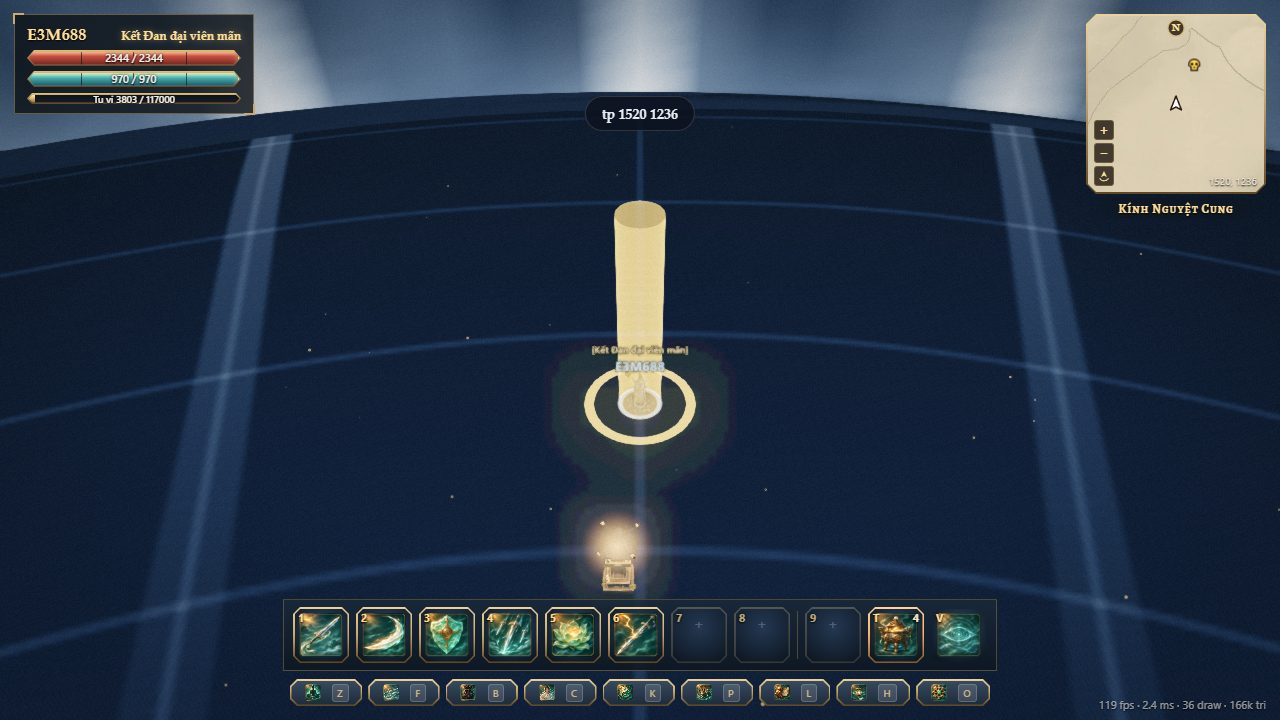 E3M688 Kết Đan đại viên mãn
2344 / 2344
970 / 970
Tu vi 3803 / 117000
tp 1520 1236
N
+
−
1520, 1236
Kính Nguyệt Cung
[Kết Đan đại viên mãn]
E3M688
1 2 3 4 5 6 7 + 8 + 9 + T 4 V
Z F B C K P L H O
119 fps · 2.4 ms · 36 draw · 166k tri